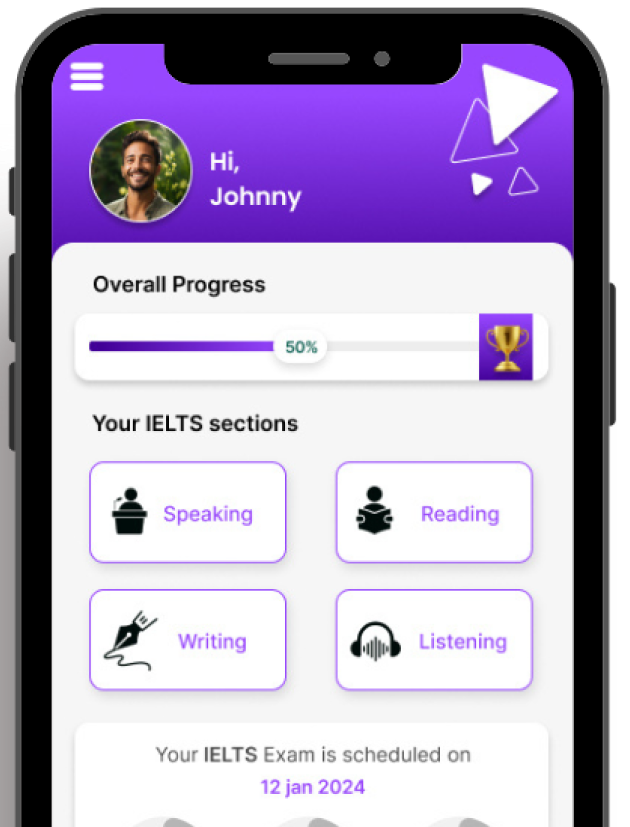 Hi,
Johnny
Overall Progress
50%
Your IELTS sections
Speaking
Reading
Writing
Listening
Your IELTS Exam is scheduled on
12 jan 2024